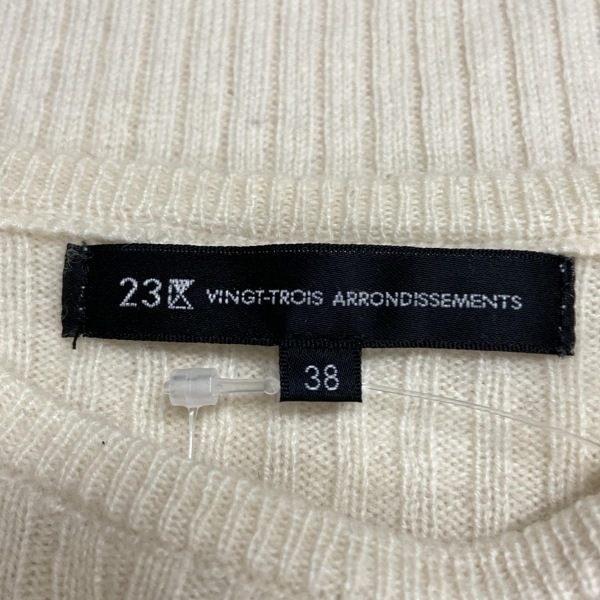 23区 VINGT-TROIS ARRONDISSEMENTS
38